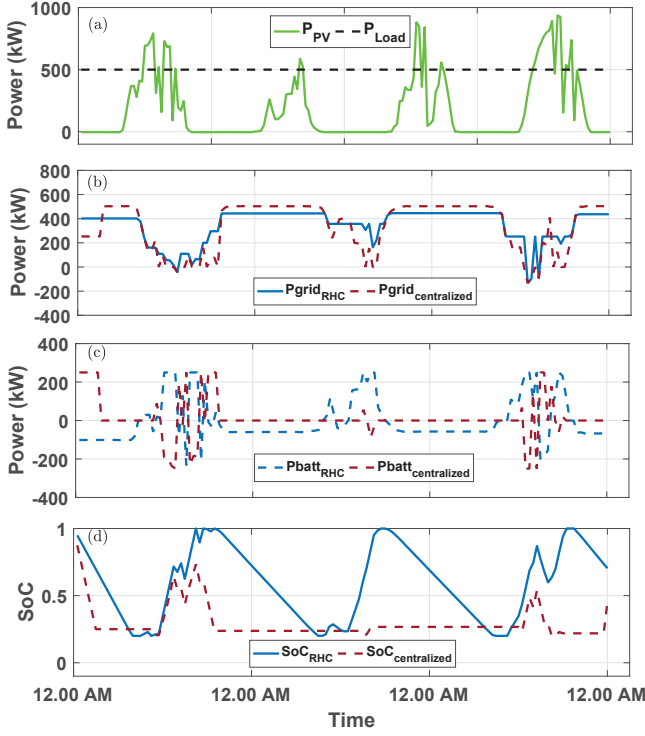 1000
500
0
Power (kW)
(a)
P_PV P_Load
800
600
400
200
0
-200
-400
Power (kW)
(b)
Pgrid_RHC Pgrid_centralized
400
200
0
-200
-400
Power (kW)
(c)
Pbatt_RHC Pbatt_centralized
1
0.5
0
SoC
(d)
SoC_RHC SoC_centralized
12.00 AM 12.00 AM 12.00 AM 12.00 AM
Time